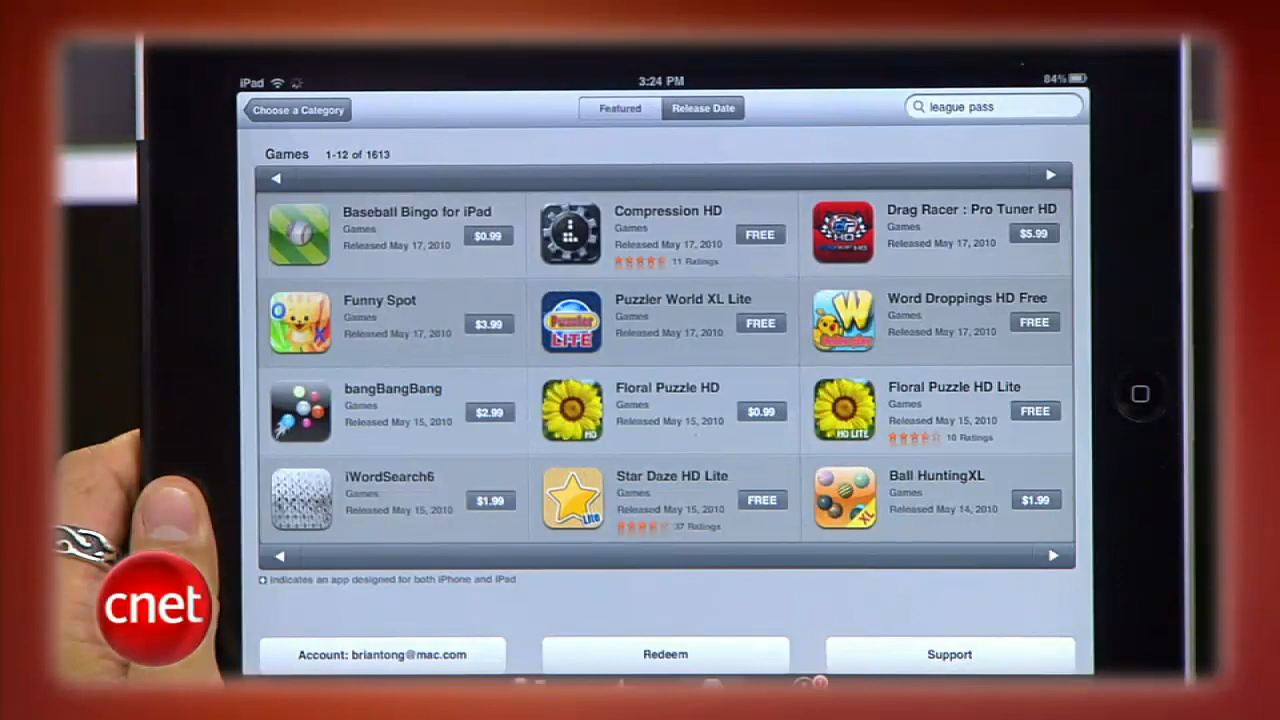 iPad 3:24 PM 84%
Choose a Category Featured Release Date league pass
Games 1-12 of 1613
Baseball Bingo for iPad
Games
Released May 17, 2010
$0.99
Compression HD
Games
Released May 17, 2010
11 Ratings
FREE
Drag Racer : Pro Tuner HD
Games
Released May 17, 2010
$5.99
HD
Funny Spot
Games
Released May 17, 2010
$3.99
Puzzler
LITE
Puzzler World XL Lite
Games
Released May 17, 2010
FREE
W
Word Droppings HD Free
Games
Released May 17, 2010
FREE
bangBangBang
Games
Released May 15, 2010
$2.99
HD
Floral Puzzle HD
Games
Released May 15, 2010
$0.99
HD LITE
Floral Puzzle HD Lite
Games
Released May 15, 2010
10 Ratings
FREE
iWordSearch6
Games
Released May 15, 2010
$1.99
Lite
Star Daze HD Lite
Games
Released May 15, 2010
37 Ratings
FREE
XL
Ball HuntingXL
Games
Released May 14, 2010
$1.99
Indicates an app designed for both iPhone and iPad
cnet
Account: briantong@mac.com Redeem Support